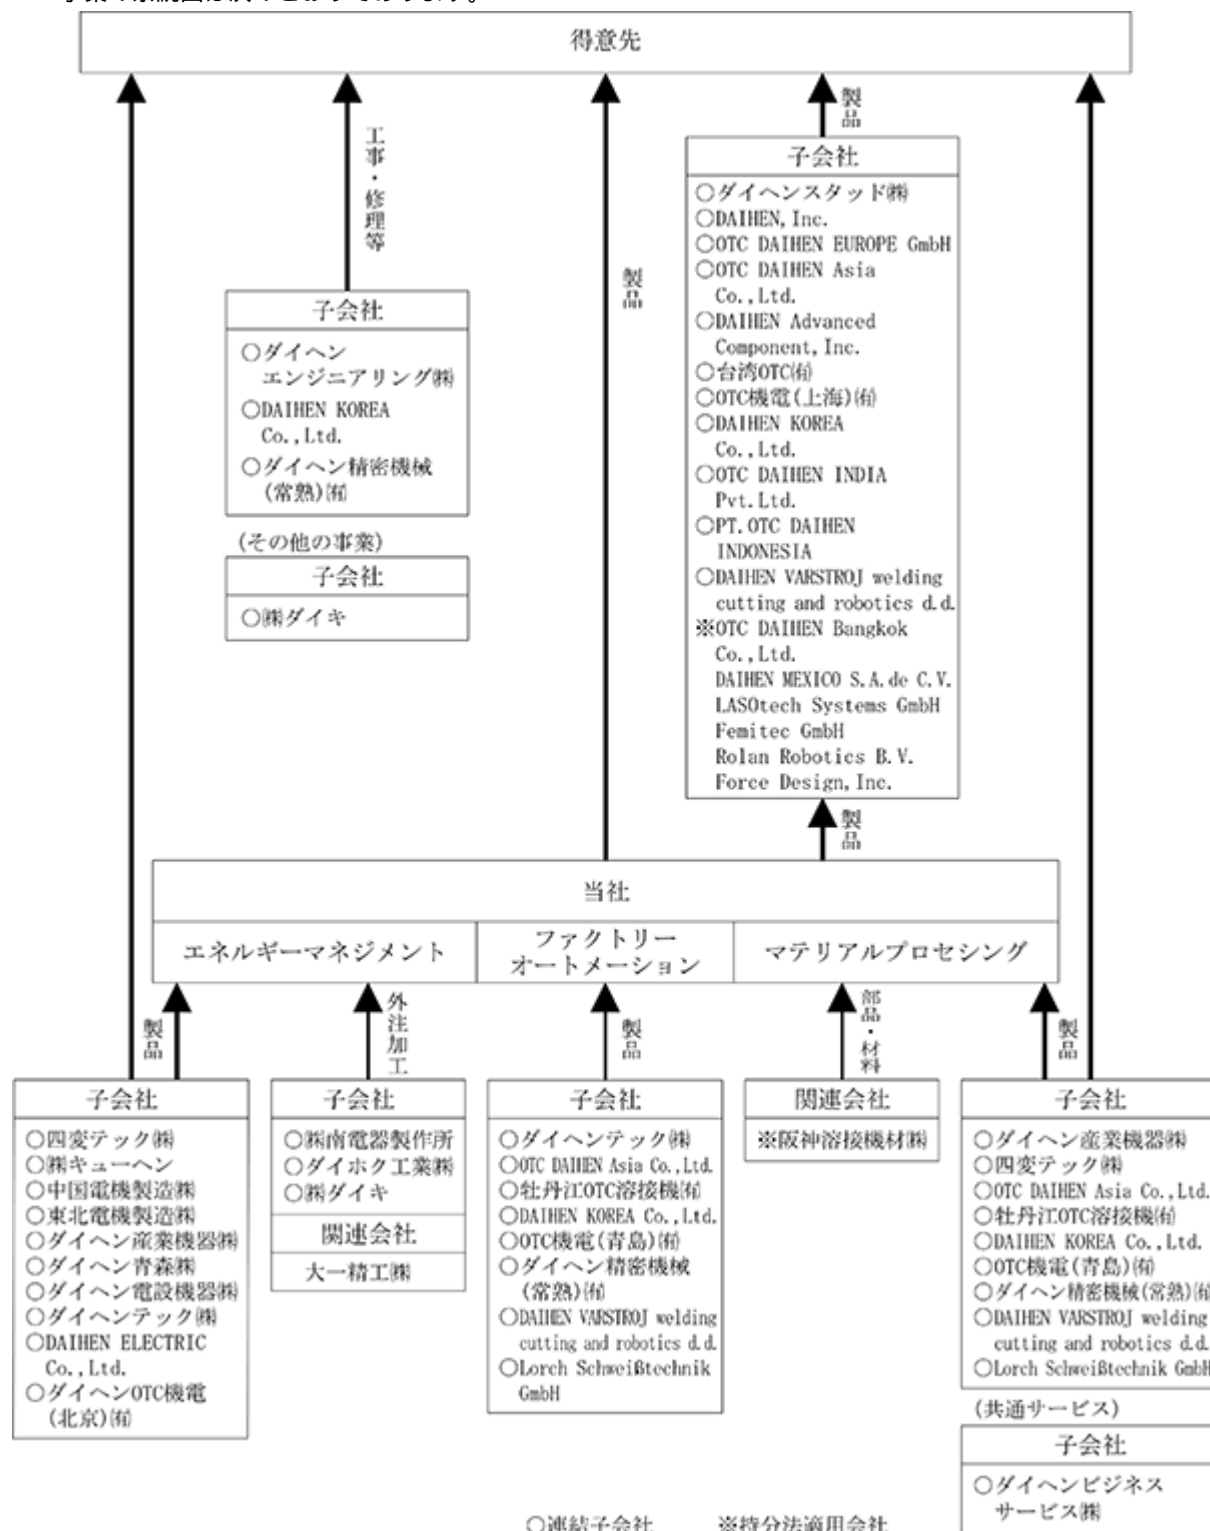 得意先
製品
子会社
○ダイヘンスタッド㈱
○DAIHEN, Inc.
○OTC DAIHEN EUROPE GmbH
○OTC DAIHEN Asia
Co.,Ltd.
○DAIHEN Advanced
Component, Inc.
○台湾OTC㈲
○OTC機電(上海)㈲
○DAIHEN KOREA
Co.,Ltd.
○OTC DAIHEN INDIA
Pvt.Ltd.
○PT.OTC DAIHEN
INDONESIA
○DAIHEN VARSTROJ welding
cutting and robotics d.d.
※OTC DAIHEN Bangkok
Co.,Ltd.
DAIHEN MEXICO S.A.de C.V.
LASOtech Systems GmbH
Femitec GmbH
Rolan Robotics B.V.
Force Design, Inc.
工事・修理等
子会社
○ダイヘン
エンジニアリング㈱
○DAIHEN KOREA
Co.,Ltd.
○ダイヘン精密機械
(常熟)㈲
(その他の事業)
子会社
○㈱ダイキ
製品
製品
当社
エネルギーマネジメント
ファクトリー
オートメーション
マテリアルプロセシング
製品
外注加工
製品
部品・材料
製品
子会社
○四変テック㈱
○㈱キューヘン
○中国電機製造㈱
○東北電機製造㈱
○ダイヘン産業機器㈱
○ダイヘン青森㈱
○ダイヘン電設機器㈱
○ダイヘンテック㈱
○DAIHEN ELECTRIC
Co.,Ltd.
○ダイヘンOTC機電
(北京)㈲
子会社
○㈱南電器製作所
○ダイホク工業㈱
○㈱ダイキ
関連会社
大一精工㈱
子会社
○ダイヘンテック㈱
○OTC DAIHEN Asia Co.,Ltd.
○牡丹江OTC溶接機㈲
○DAIHEN KOREA Co.,Ltd.
○OTC機電(青島)㈲
○ダイヘン精密機械
(常熟)㈲
○DAIHEN VARSTROJ welding
cutting and robotics d.d.
○Lorch Schweißtechnik
GmbH
関連会社
※阪神溶接機材㈱
子会社
○ダイヘン産業機器㈱
○四変テック㈱
○OTC DAIHEN Asia Co.,Ltd.
○牡丹江OTC溶接機㈲
○DAIHEN KOREA Co.,Ltd.
○OTC機電(青島)㈲
○ダイヘン精密機械(常熟)㈲
○DAIHEN VARSTROJ welding
cutting and robotics d.d.
○Lorch Schweißtechnik GmbH
(共通サービス)
子会社
○ダイヘンビジネス
サービス㈱
○連結子会社 ※持分法適用会社